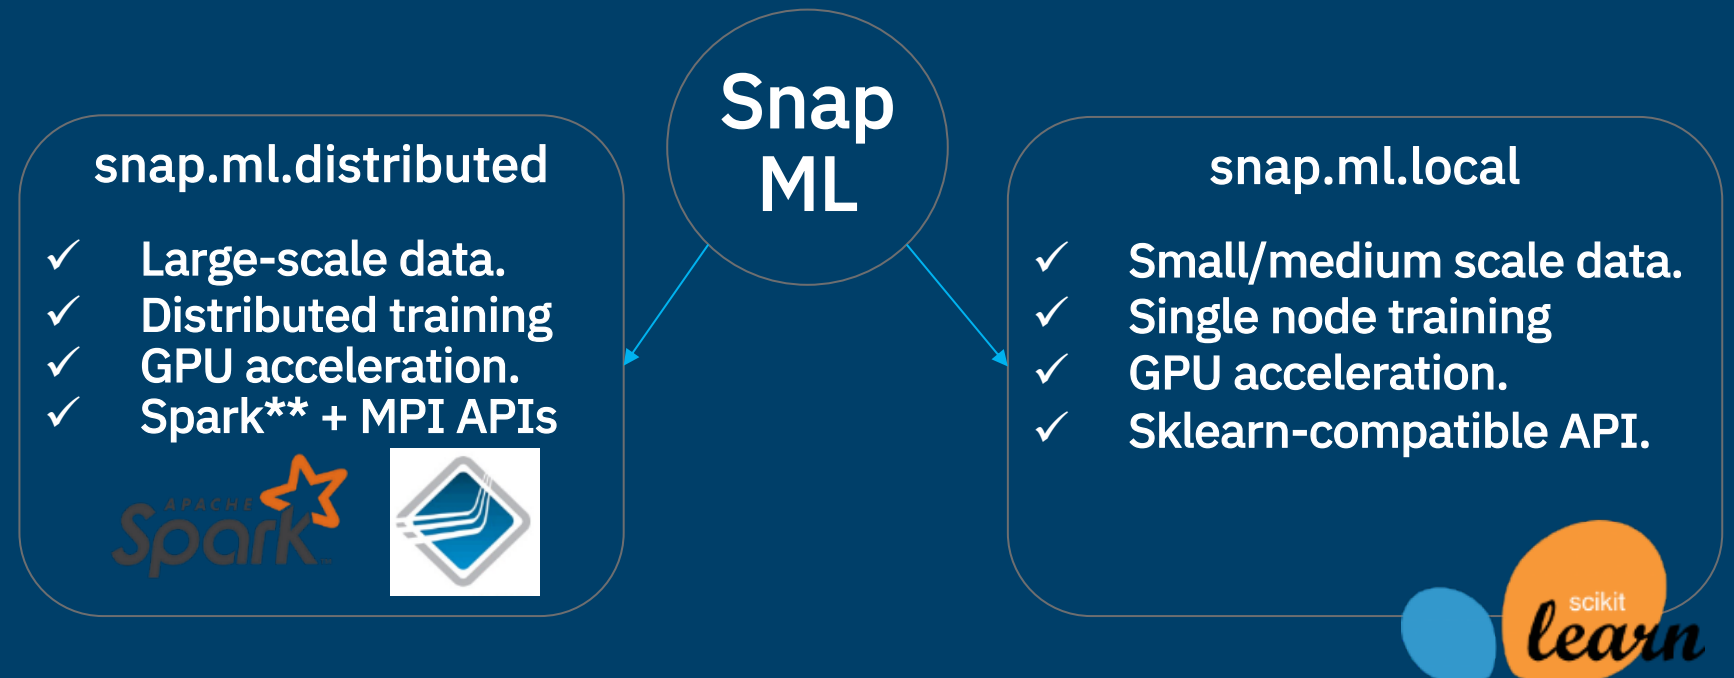 Snap
ML
snap.ml.distributed
✓ Large-scale data.
✓ Distributed training
✓ GPU acceleration.
✓ Spark** + MPI APIs
APACHE
Spark™
snap.ml.local
✓ Small/medium scale data.
✓ Single node training
✓ GPU acceleration.
✓ Sklearn-compatible API.
scikit
learn